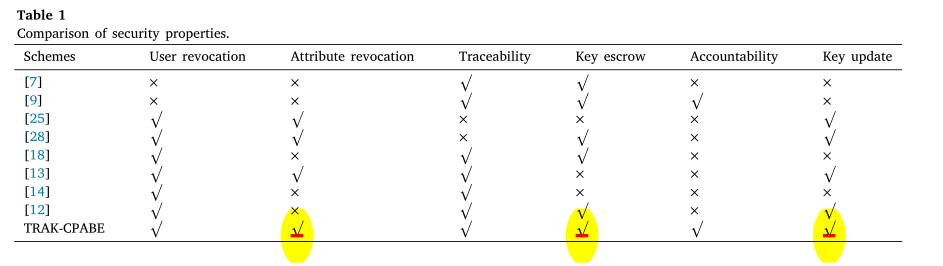 Table 1
Comparison of security properties.
Schemes User revocation Attribute revocation Traceability Key escrow Accountability Key update
[7] × × √ √ × ×
[9] × × √ √ √ ×
[25] √ √ × × × √
[28] √ √ × √ × √
[18] √ × √ √ × ×
[13] √ √ √ × × √
[14] √ × √ × × ×
[12] √ × √ √ × √
TRAK-CPABE √ √ √ √ √ √